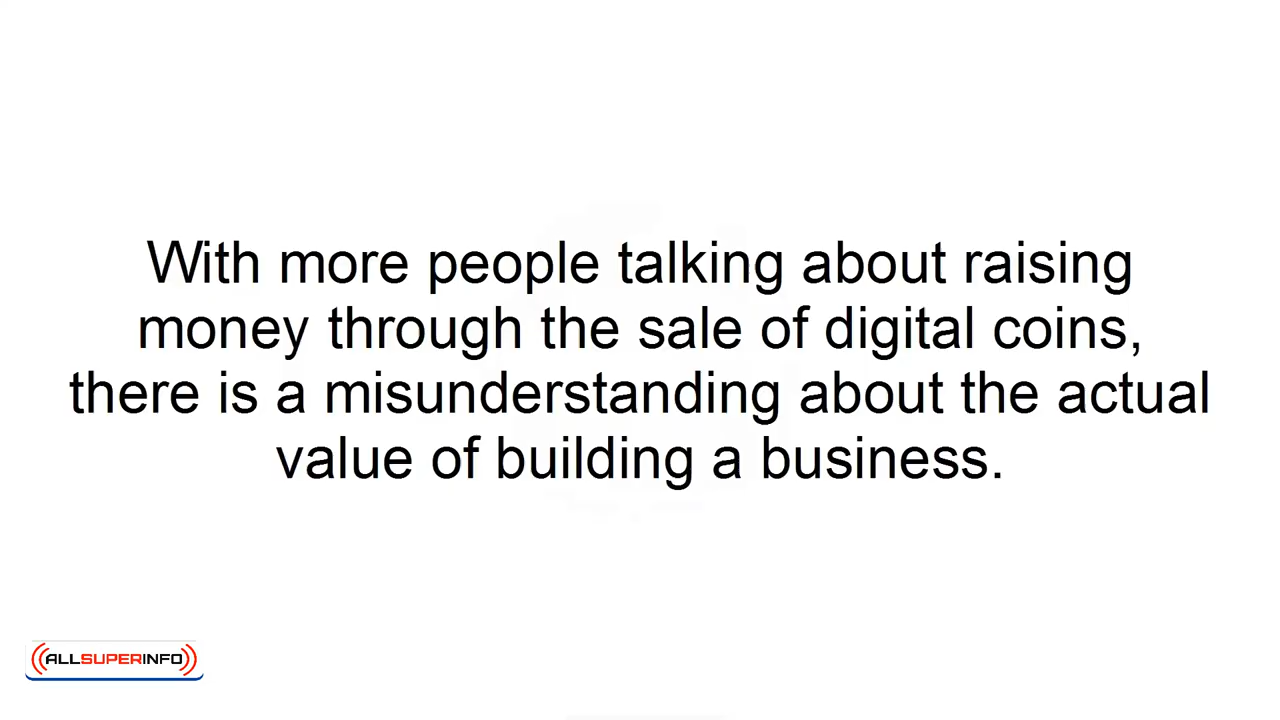 With more people talking about raising
money through the sale of digital coins,
there is a misunderstanding about the actual
value of building a business.
ALLSUPERINFO